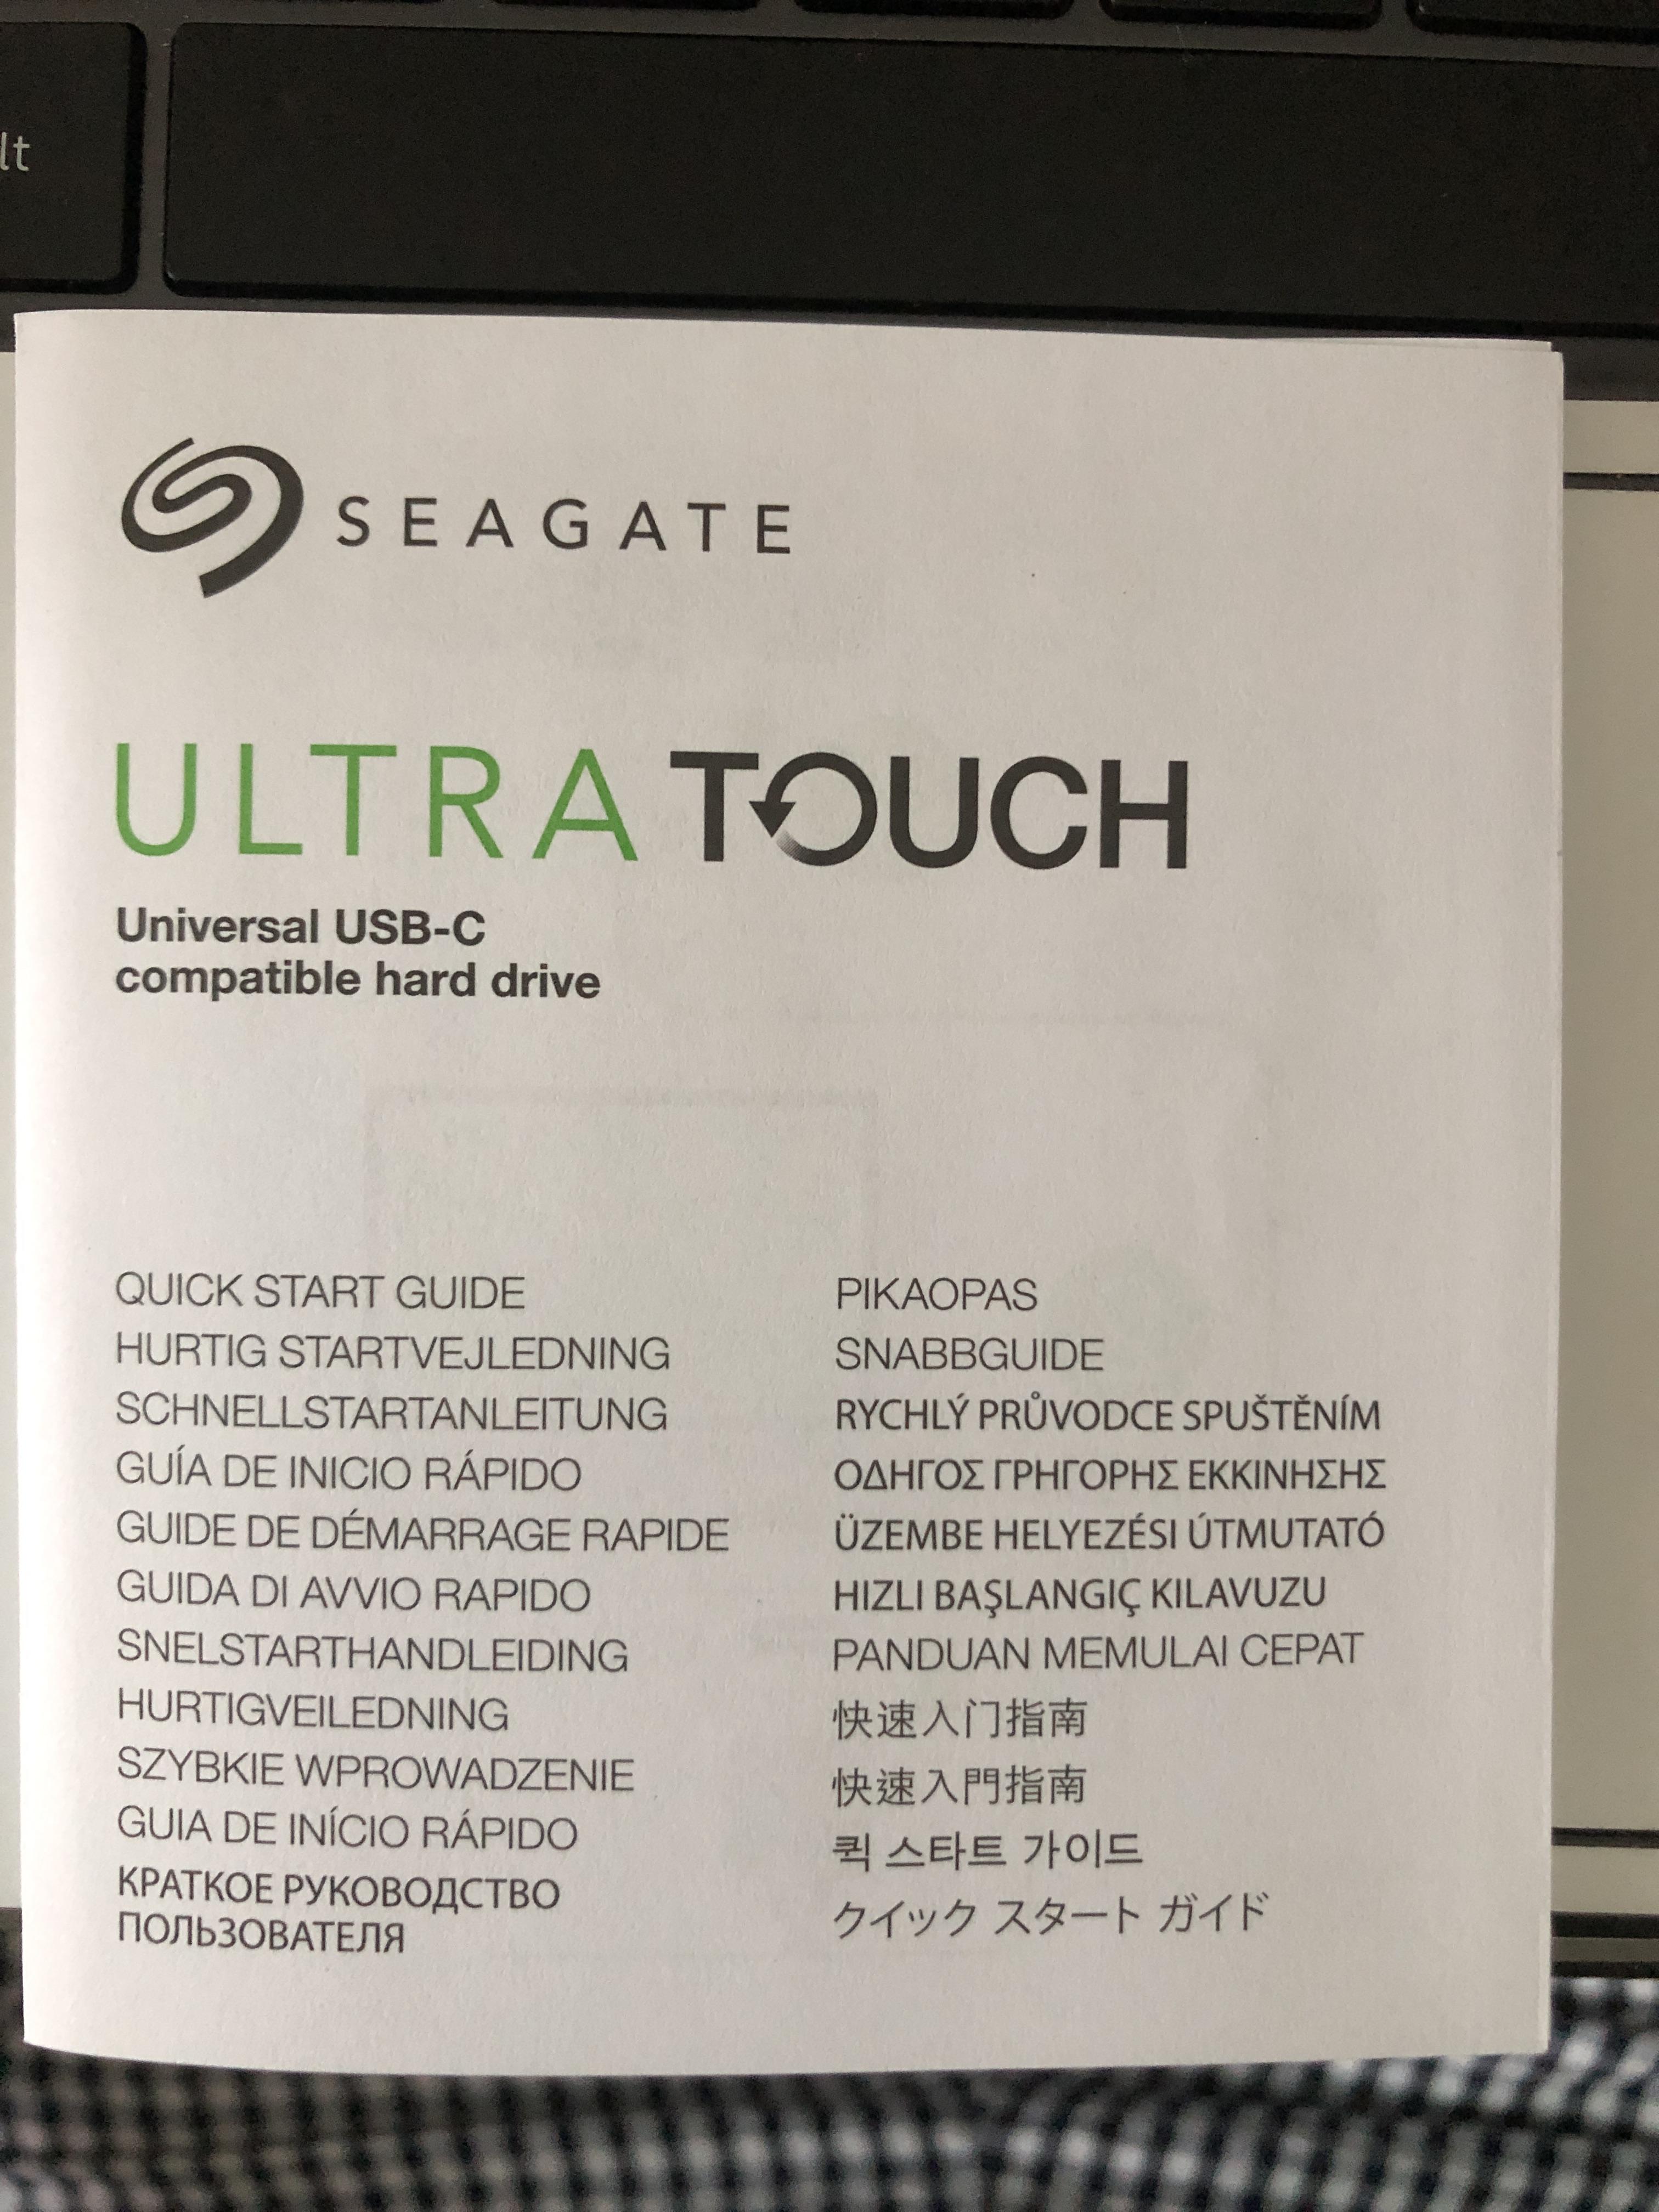 lt
SEAGATE
ULTRA TOUCH
Universal USB-C
compatible hard drive
QUICK START GUIDE
HURTIG STARTVEJLEDNING
SCHNELLSTARTANLEITUNG
GUÍA DE INICIO RÁPIDO
GUIDE DE DÉMARRAGE RAPIDE
GUIDA DI AVVIO RAPIDO
SNELSTARTHANDLEIDING
HURTIGVEILEDNING
SZYBKIE WPROWADZENIE
GUIA DE INÍCIO RÁPIDO
КРАТКОЕ РУКОВОДСТВО
ПОЛЬЗОВАТЕЛЯ
PIKAOPAS
SNABBGUIDE
RYCHLÝ PRŮVODCE SPUŠTĚNÍM
ΟΔΗΓΟΣ ΓΡΗΓΟΡΗΣ ΕΚΚΙΝΗΣΗΣ
ÜZEMBE HELYEZÉSI ÚTMUTATÓ
HIZLI BAŞLANGIÇ KILAVUZU
PANDUAN MEMULAI CEPAT
快速入门指南
快速入門指南
퀵 스타트 가이드
クイック スタート ガイド